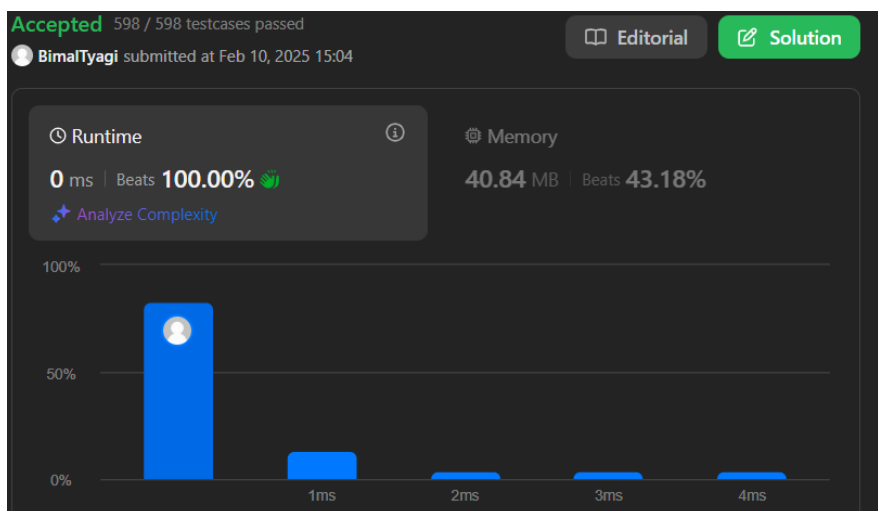 Accepted 598 / 598 testcases passed
BimalTyagi submitted at Feb 10, 2025 15:04
Editorial
Solution
Runtime
0 ms | Beats 100.00%
Analyze Complexity
Memory
40.84 MB | Beats 43.18%
100%
50%
0%
1ms 2ms 3ms 4ms